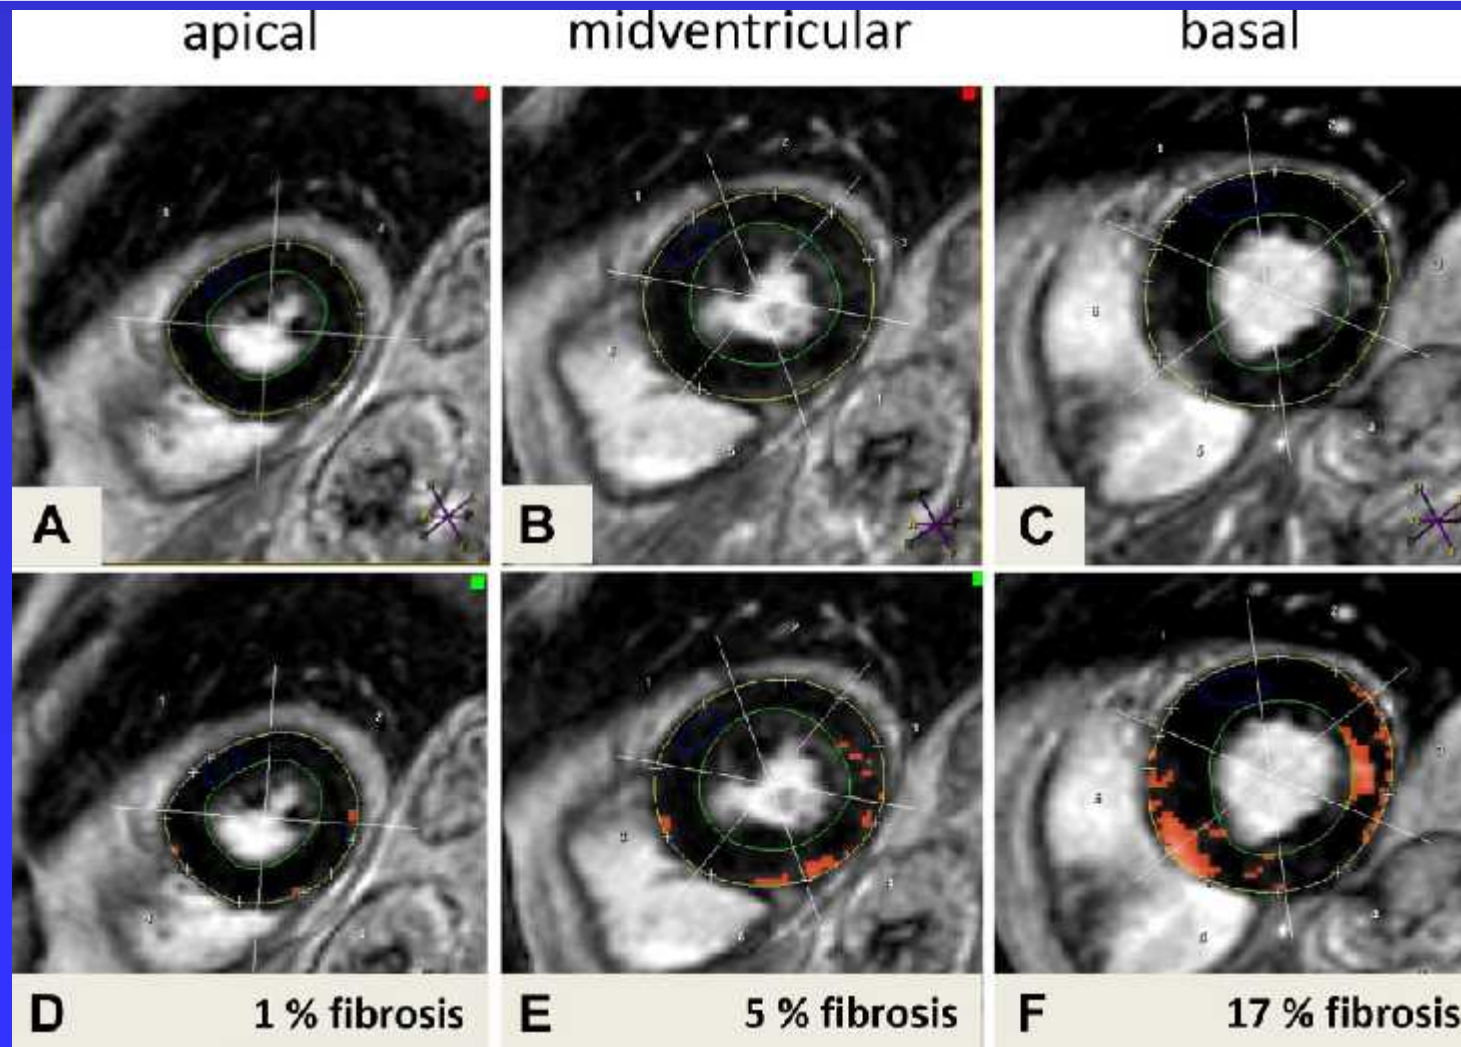 apical midventricular basal
A B C
D 1 % fibrosis E 5 % fibrosis F 17 % fibrosis